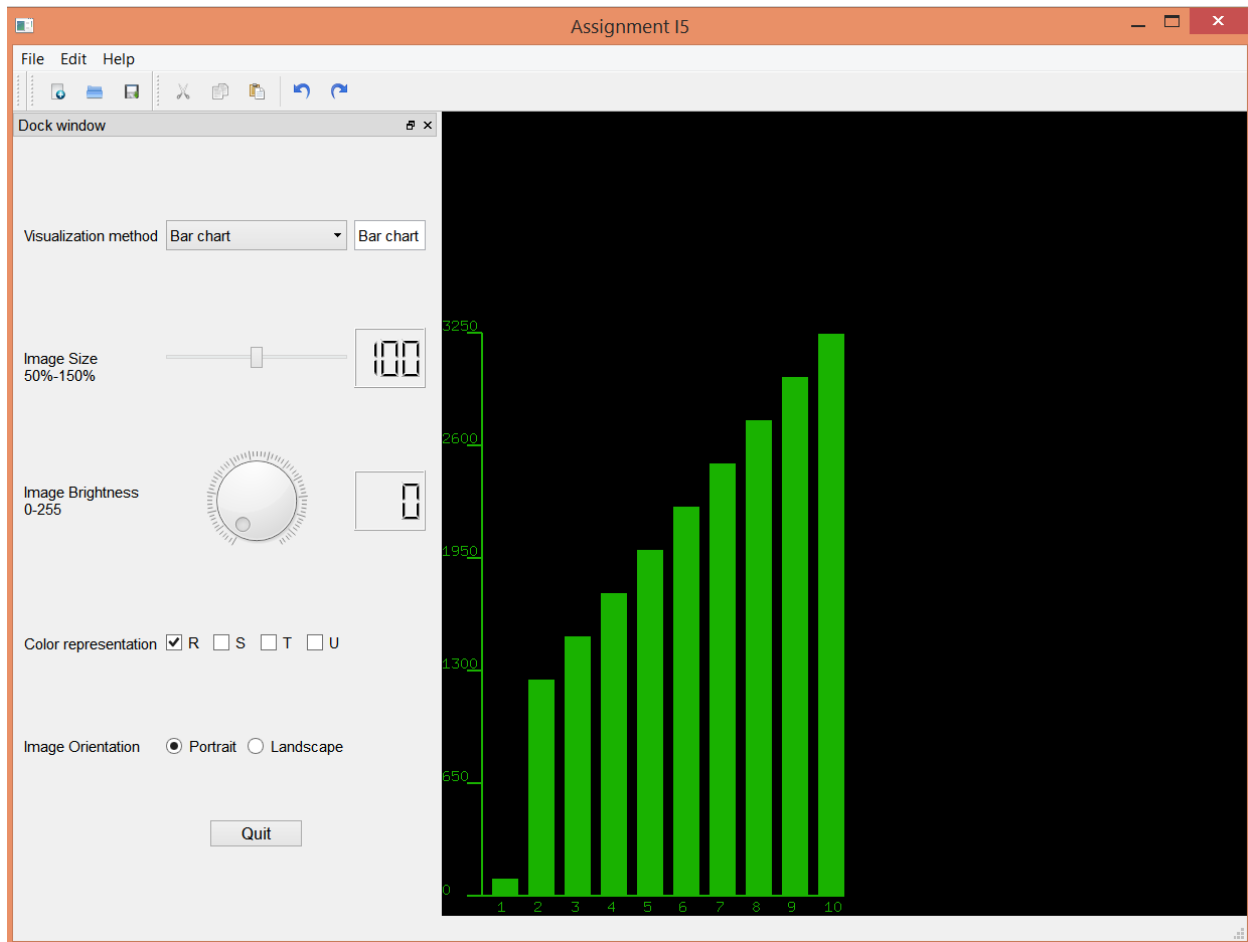 Assignment I5
File Edit Help
Dock window
Visualization method Bar chart Bar chart
Image Size
50%-150%
100
Image Brightness
0-255
0
Color representation R S T U
Image Orientation Portrait Landscape
Quit
3250
2600
1950
1300
650
0
1 2 3 4 5 6 7 8 9 10